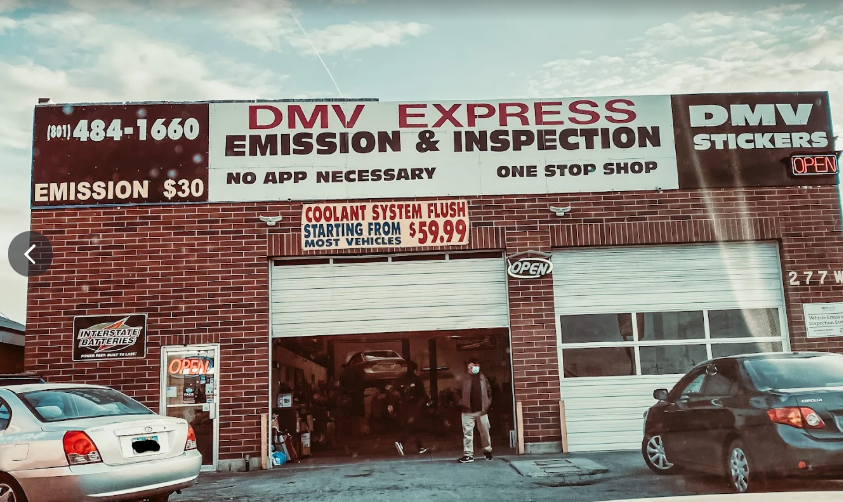 (801) 484-1660
EMISSION $30
DMV EXPRESS
EMISSION & INSPECTION
NO APP NECESSARY ONE STOP SHOP
DMV
STICKERS
OPEN
COOLANT SYSTEM FLUSH
STARTING FROM
MOST VEHICLES $59.99
OPEN
277 W
INTERSTATE
BATTERIES
OPEN
COROLLA